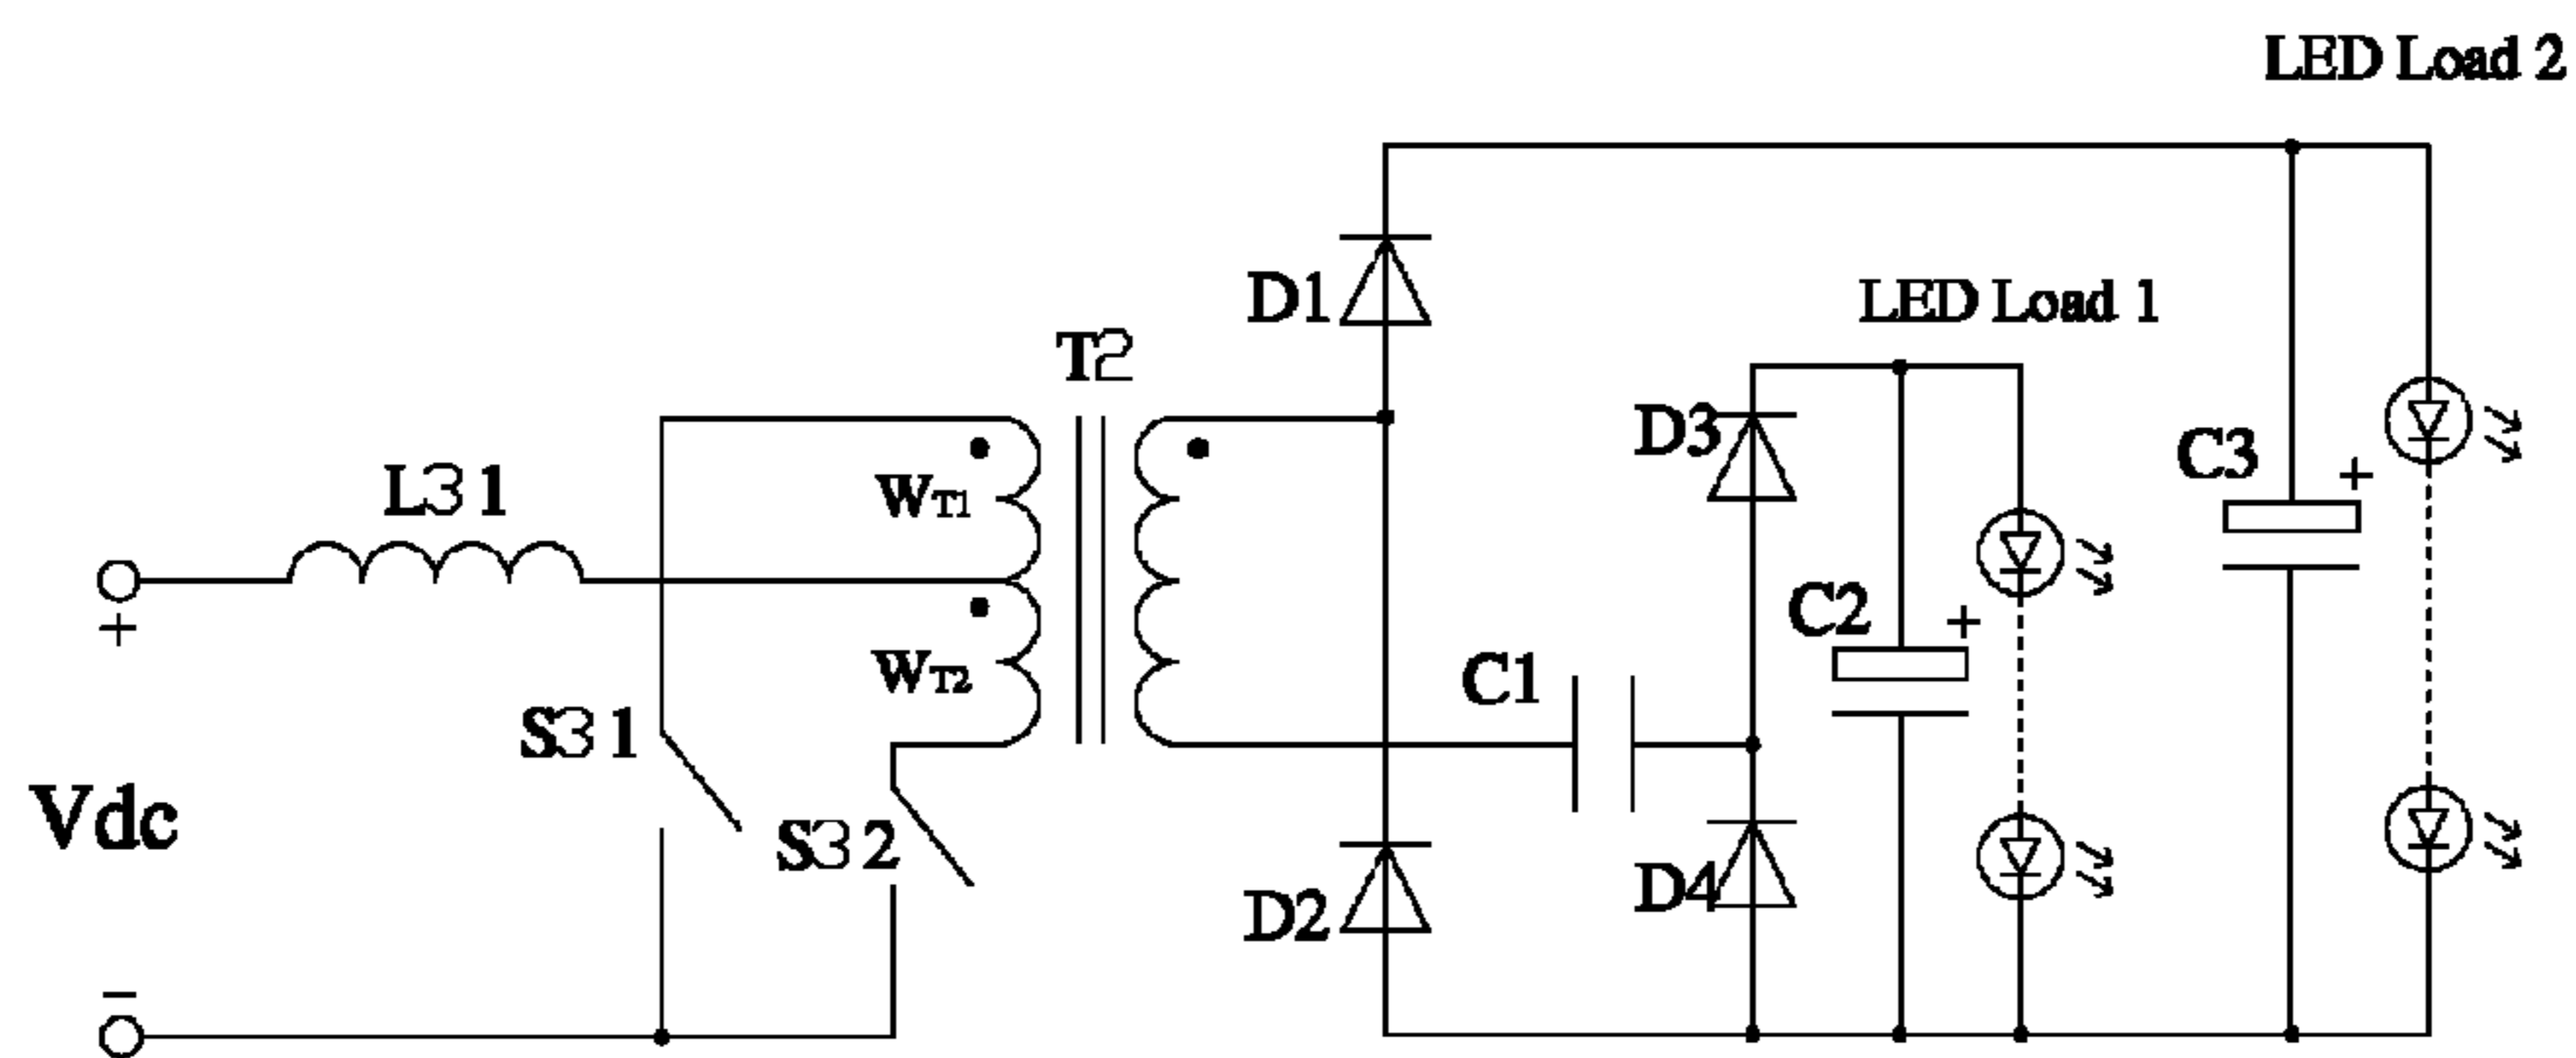 LED Load 2
D1
LED Load 1
T2
D3
C3
+
L31
WT1
C2
+
+
WT2
C1
S31
Vdc
S32
D4
D2
−